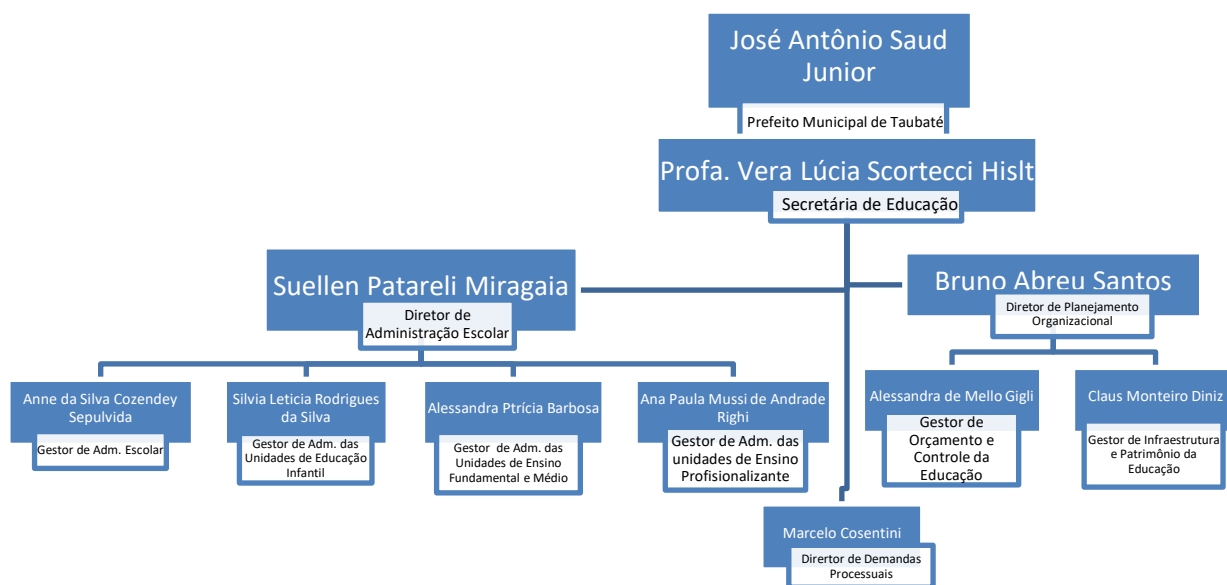 José Antônio Saud
Junior
Prefeito Municipal de Taubaté
Profa. Vera Lúcia Scortecci Hislt
Secretária de Educação
Suellen Patareli Miragaia
Diretor de
Administração Escolar
Bruno Abreu Santos
Diretor de Planejamento
Organizacional
Anne da Silva Cozendey
Sepulvida
Gestor de Adm. Escolar
Silvia Leticia Rodrigues
da Silva
Gestor de Adm. das
Unidades de Educação
Infantil
Alessandra Ptrícia Barbosa
Gestor de Adm. das
Unidades de Ensino
Fundamental e Médio
Ana Paula Mussi de Andrade
Righi
Gestor de Adm. das
unidades de Ensino
Profisionalizante
Alessandra de Mello Gigli
Gestor de
Orçamento e
Controle da
Educação
Claus Monteiro Diniz
Gestor de Infraestrutura
e Patrimônio da
Educação
Marcelo Cosentini
Dirertor de Demandas
Processuais